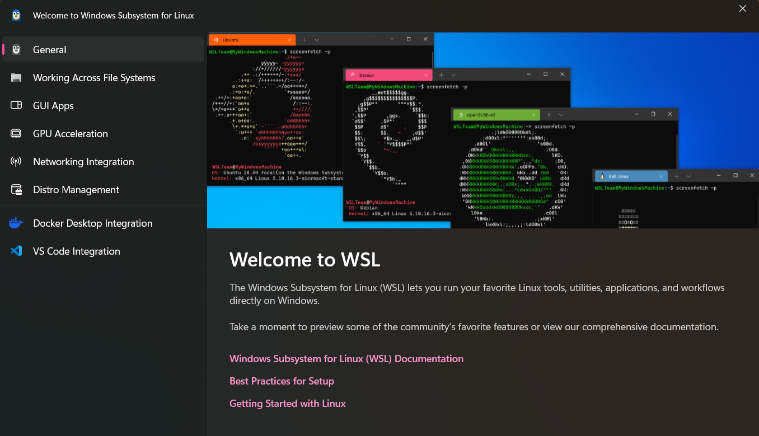 Welcome to Windows Subsystem for Linux
General
Working Across File Systems
GUI Apps
GPU Acceleration
Networking Integration
Distro Management
Docker Desktop Integration
VS Code Integration
Ubuntu
WSLTeam@MyWindowsMachine:~$ screenfetch -p
WSLTeam@MyWindowsMachine
OS: Ubuntu 20.04 focal(on the Windows Subsyst
Kernel: x86_64 Linux 5.10.16.3-microsoft-stan
Debian
WSLTeam@MyWindowsMachine:~$ screenfetch -p
WSLTeam@MyWindowsMachine
OS: Debian
Kernel: x86_64 Linux 5.10.16.3-micros
openSUSE-42
WSLTeam@MyWindowsMachine:~> screenfetch -p
Kali Linux
WSLTeam@MyWindowsMachine:~$ screenfetch -p
Welcome to WSL
The Windows Subsystem for Linux (WSL) lets you run your favorite Linux tools, utilities, applications, and workflows
directly on Windows.
Take a moment to preview some of the community's favorite features or view our comprehensive documentation.
Windows Subsystem for Linux (WSL) Documentation
Best Practices for Setup
Getting Started with Linux